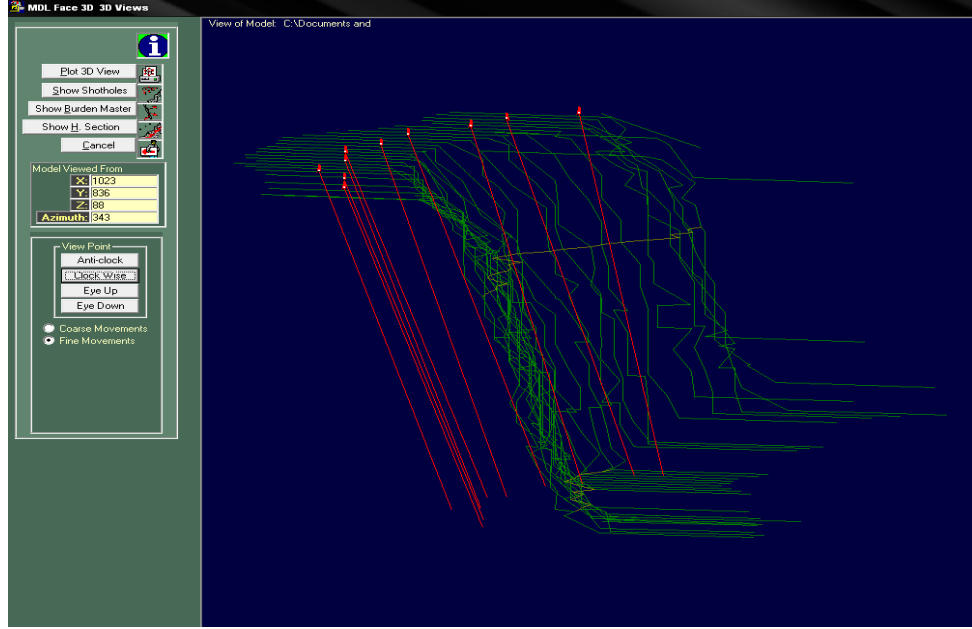 MDL Face 3D 3D Views
View of Model: C:\Documents and
i
Plot 3D View
Show Shotholes
Show Burden Master
Show H. Section
Cancel
Model Viewed From
X: 1023
Y: 836
Z: 88
Azimuth: 343
View Point
Anti-clock
Clock Wise
Eye Up
Eye Down
Coarse Movements
Fine Movements